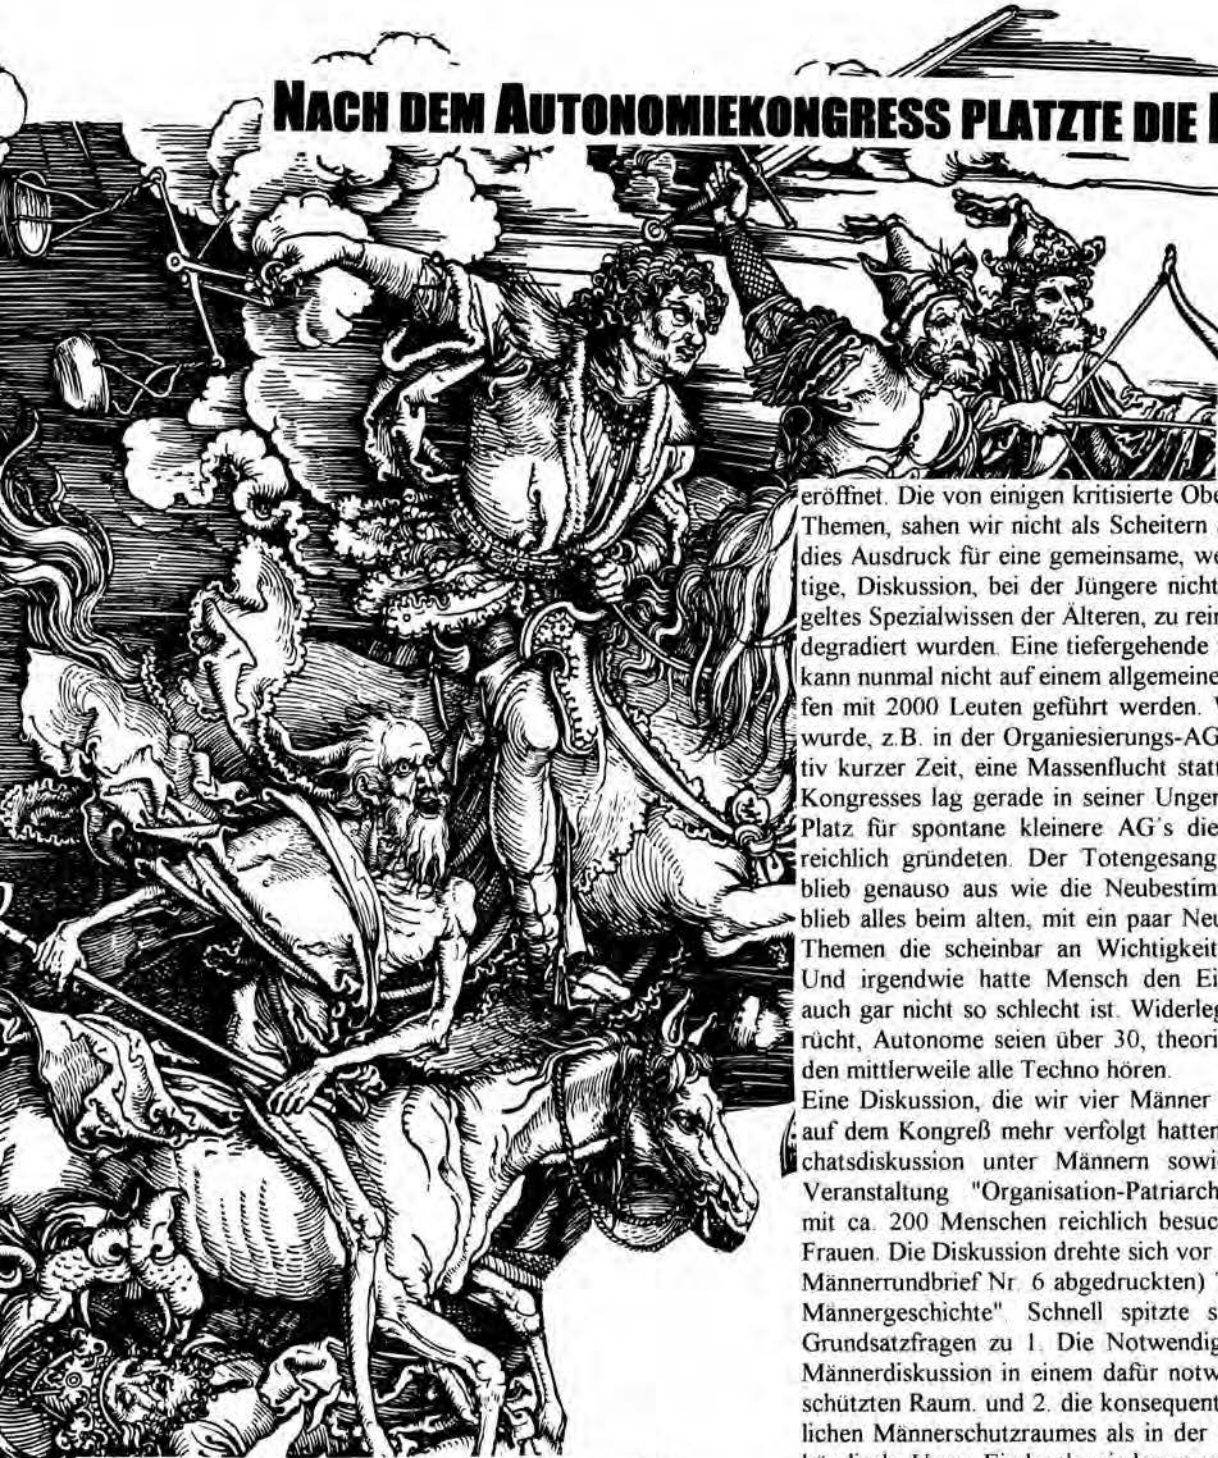 NACH DEM AUTONOMIEKONGRESS PLATZTE DIE
eröffnet. Die von einigen kritisierte Obe
Themen, sahen wir nicht als Scheitern
dies Ausdruck für eine gemeinsame, we
tige, Diskussion, bei der Jüngere nicht
geltes Spezialwissen der Älteren, zu rein
degradiert wurden. Eine tiefergehende
kann nunmal nicht auf einem allgemeine
fen mit 2000 Leuten geführt werden.
wurde, z.B. in der Organiesierungs-AG
tiv kurzer Zeit, eine Massenflucht statt
Kongresses lag gerade in seiner Unger
Platz für spontane kleinere AG's die
reichlich gründeten. Der Totengesang
blieb genauso aus wie die Neubestim
blieb alles beim alten, mit ein paar Neu
Themen die scheinbar an Wichtigkeit
Und irgendwie hatte Mensch den Ei
auch gar nicht so schlecht ist. Widerleg
rücht, Autonome seien über 30, theori
den mittlerweile alle Techno hören.
Eine Diskussion, die wir vier Männer
auf dem Kongreß mehr verfolgt hatten
chatsdiskussion unter Männern sowi
Veranstaltung "Organisation-Patriarch
mit ca. 200 Menschen reichlich besuc
Frauen. Die Diskussion drehte sich vor
Männerrundbrief Nr. 6 abgedruckten)
Männergeschichte". Schnell spitzte s
Grundsatzfragen zu 1. Die Notwendig
Männerdiskussion in einem dafür notw
schützten Raum. und 2. die konsequent
lichen Männerschutzraumes als in der